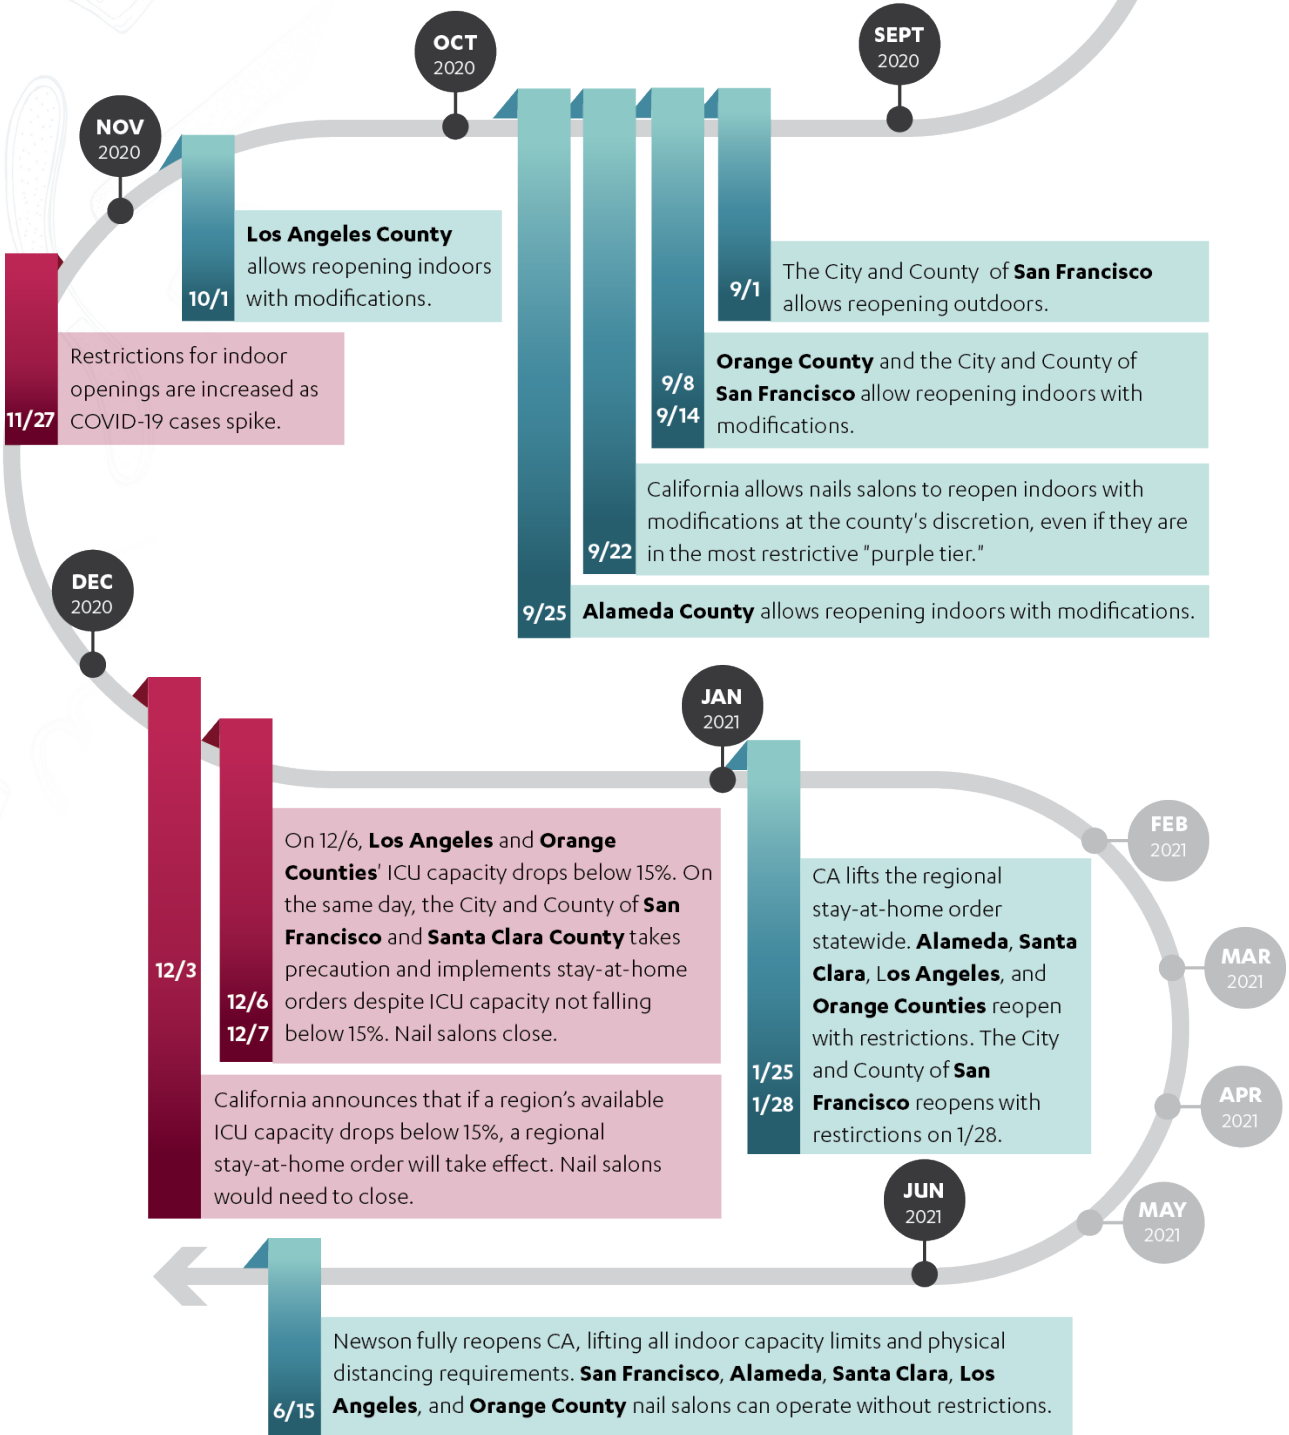 SEPT
2020
OCT
2020
NOV
2020
9/1
The City and County  of San Francisco
allows reopening outdoors.
9/8
9/14
Orange County and the City and County of
San Francisco allow reopening indoors with
modifications.
9/22
California allows nails salons to reopen indoors with
modifications at the county's discretion, even if they are
in the most restrictive "purple tier."
9/25
Alameda County allows reopening indoors with modifications.
10/1
Los Angeles County
allows reopening indoors
with modifications.
11/27
Restrictions for indoor
openings are increased as
COVID-19 cases spike.
DEC
2020
12/3
California announces that if a region's available
ICU capacity drops below 15%, a regional
stay-at-home order will take effect. Nail salons
would need to close.
12/6
12/7
On 12/6, Los Angeles and Orange
Counties' ICU capacity drops below 15%. On
the same day, the City and County of San
Francisco and Santa Clara County takes
precaution and implements stay-at-home
orders despite ICU capacity not falling
below 15%. Nail salons close.
JAN
2021
1/25
1/28
CA lifts the regional
stay-at-home order
statewide. Alameda, Santa
Clara, Los Angeles, and
Orange Counties reopen
with restrictions. The City
and County of San
Francisco reopens with
restirctions on 1/28.
FEB
2021
MAR
2021
APR
2021
MAY
2021
JUN
2021
6/15
Newson fully reopens CA, lifting all indoor capacity limits and physical
distancing requirements. San Francisco, Alameda, Santa Clara, Los
Angeles, and Orange County nail salons can operate without restrictions.